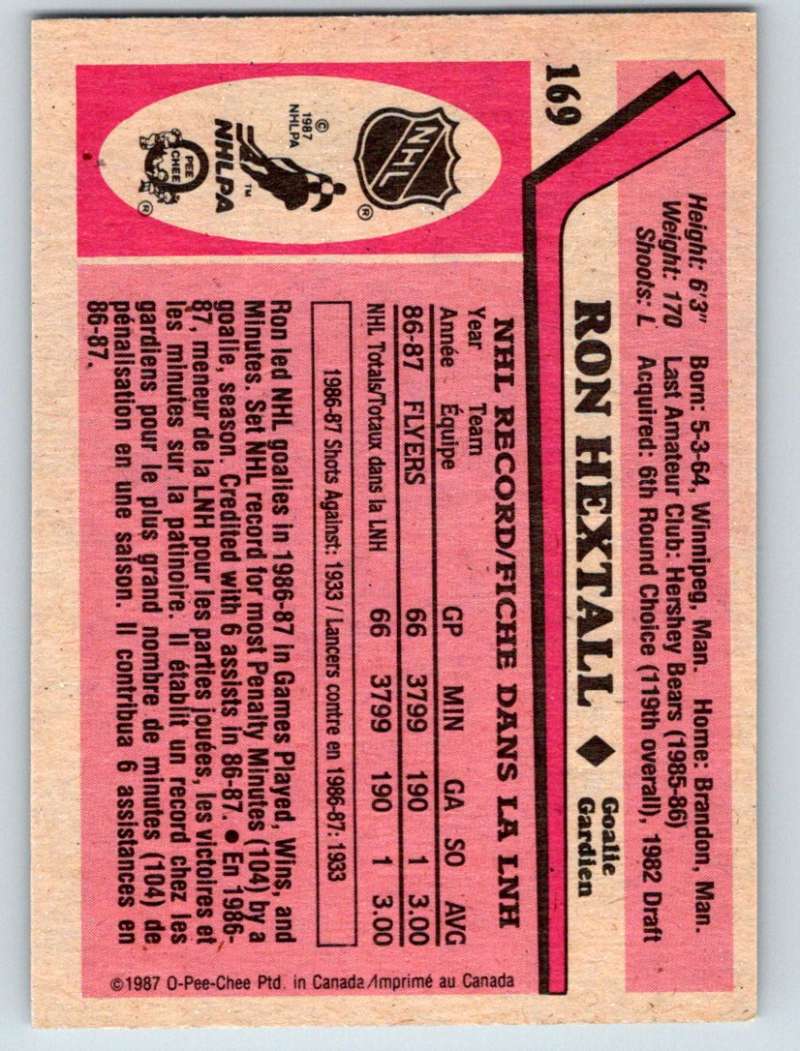 169
Height: 6'3" Born: 5-3-64, Winnipeg, Man. Home: Brandon, Man.
Weight: 170 Last Amateur Club: Hershey Bears (1985-86)
Shoots: L Acquired: 6th Round Choice (119th overall), 1982 Draft
RON HEXTALL ◆ Goalie
Gardien
NHL
®
© 1987 NHLPA
NHLPA
™
O PEE CHEE
®
NHL RECORD/FICHE DANS LA LNH
Year Team
Année Équipe GP MIN GA SO AVG
86-87 FLYERS 66 3799 190 1 3.00
NHL Totals/Totaux dans la LNH 66 3799 190 1 3.00
1986-87 Shots Against: 1933 / Lancers contre en 1986-87: 1933
Ron led NHL goalies in 1986-87 in Games Played, Wins, and
Minutes. Set NHL record for most Penalty Minutes (104) by a
goalie, season. Credited with 6 assists in 86-87. ● En 1986-
87, meneur de la LNH pour les parties jouées, les victoires et
les minutes sur la patinoire. Il établit un record chez les
gardiens pour le plus grand nombre de minutes (104) de
pénalisation en une saison. Il contribua 6 assistances en
86-87.
©1987 O-Pee-Chee Ptd. in Canada/Imprimé au Canada